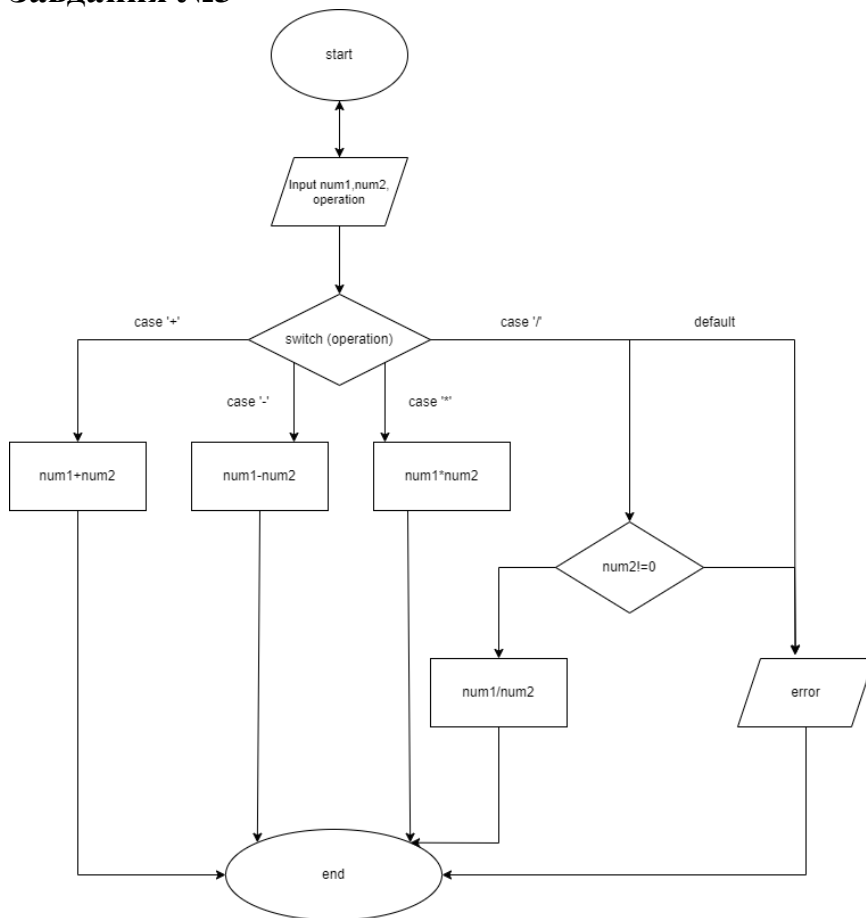 start
Input num1,num2,
operation
case '+'
switch (operation)
case '/'
default
case '-'
case '*'
num1+num2
num1-num2
num1*num2
num2!=0
num1/num2
error
end